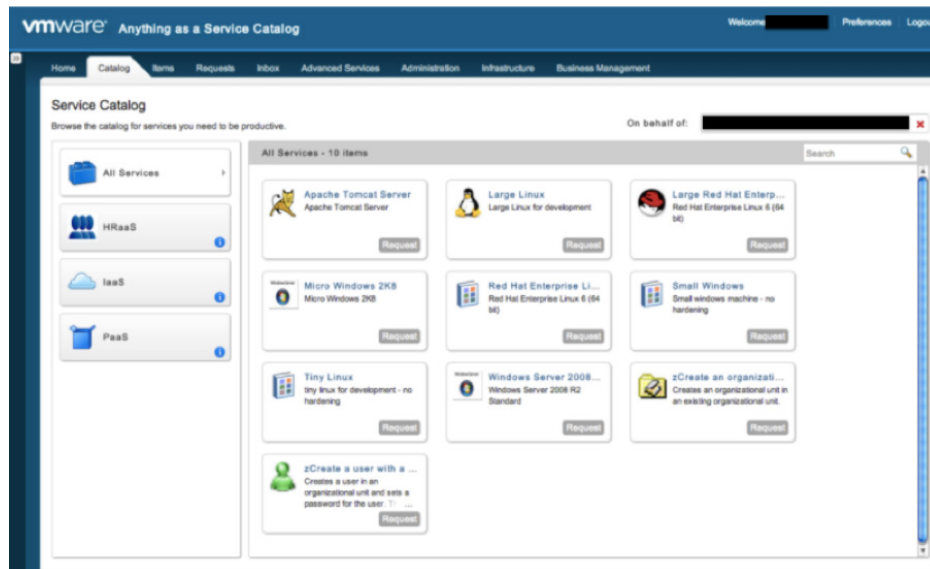 vmware Anything as a Service Catalog
Welcome Preferences Logou
Home Catalog Items Requests Inbox Advanced Services Administration Infrastructure Business Management
Service Catalog
Browse the catalog for services you need to be productive.
On behalf of:
All Services
HRaaS
IaaS
PaaS
All Services - 10 items
Search
Apache Tomcat Server
Apache Tomcat Server
Request
Large Linux
Large Linux for development
Request
Large Red Hat Enterp...
Red Hat Enterprise Linux 6 (64
bit)
Request
Micro Windows 2K8
Micro Windows 2K8
Request
Red Hat Enterprise Li...
Red Hat Enterprise Linux 6 (64
bit)
Request
Small Windows
Small windows machine - no
hardening
Request
Tiny Linux
tiny linux for development - no
hardening
Request
Windows Server 2008...
Windows Server 2008 R2
Standard
Request
zCreate an organizati...
Creates an organizational unit in
an existing organizational unit.
Request
zCreate a user with a ...
Creates a user in an
organizational unit and sets a
password for the user. ...
Request